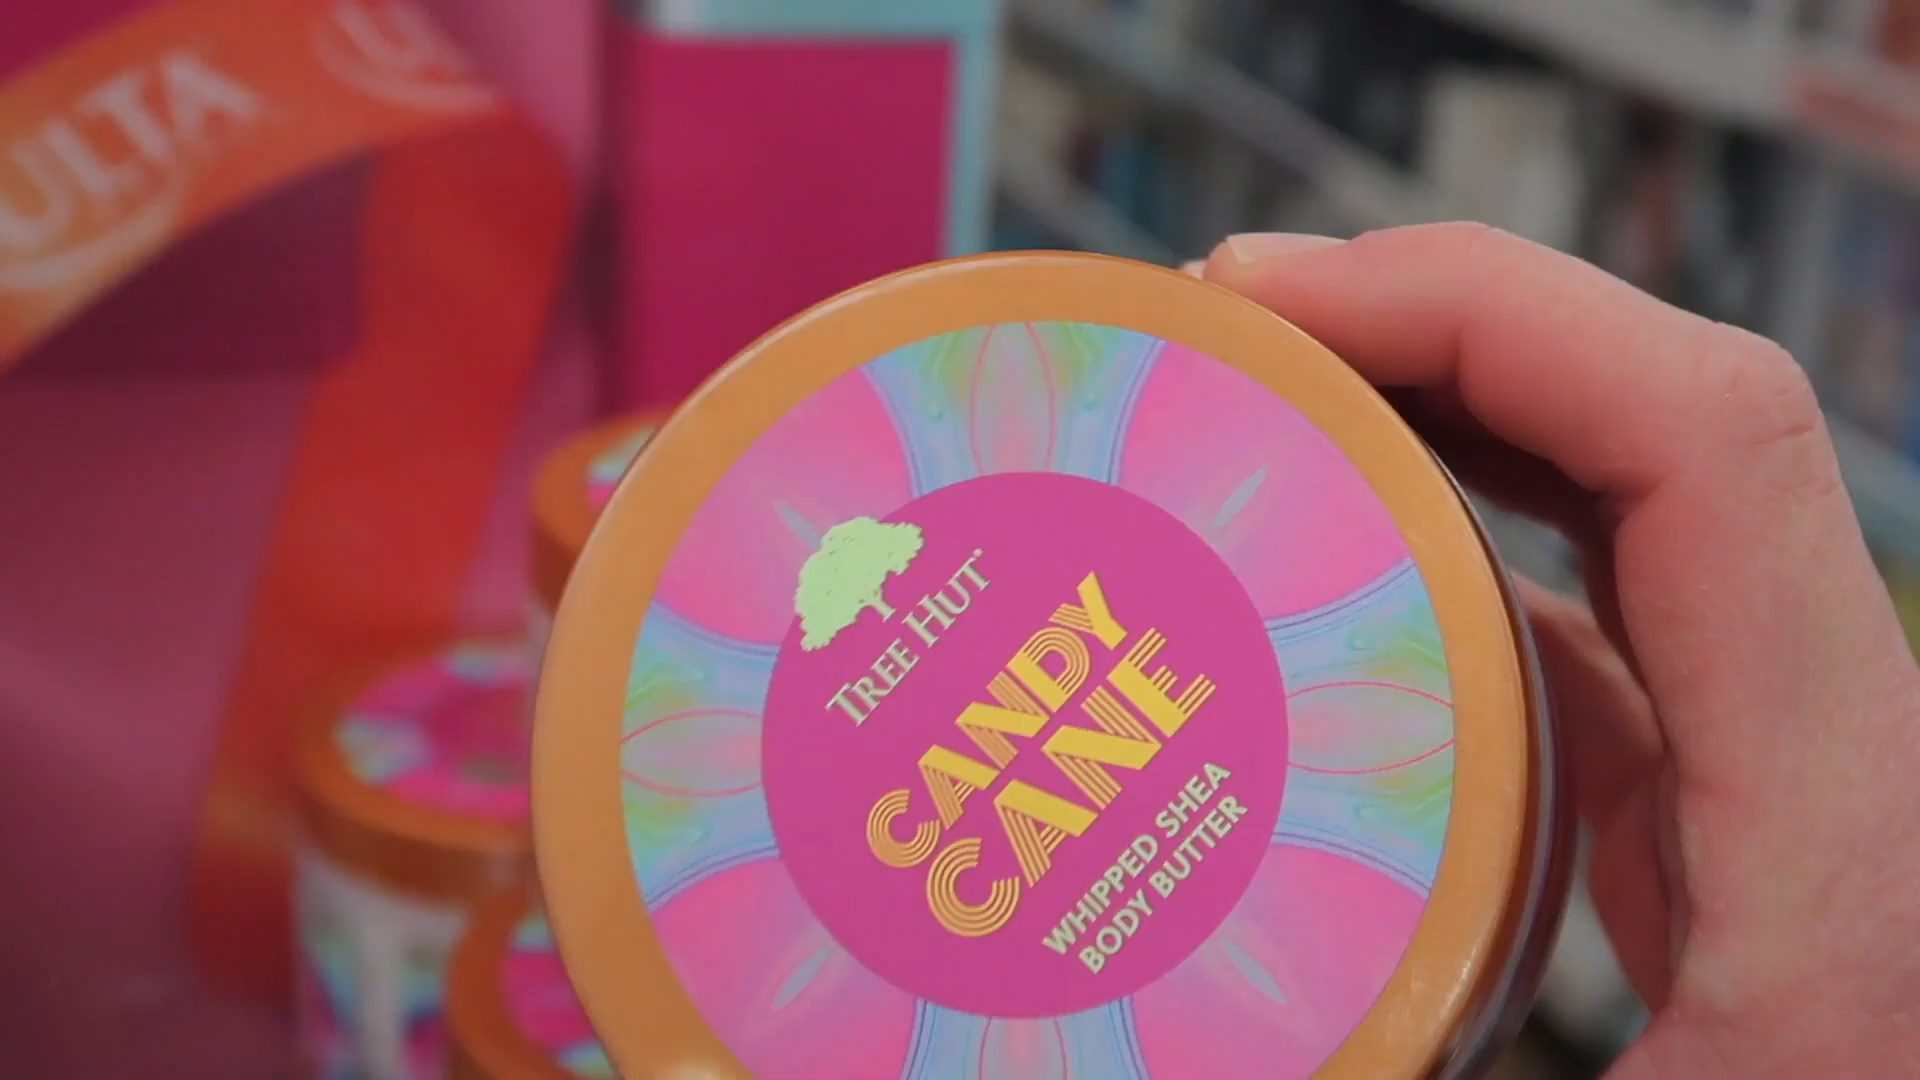 ULTA
TREE HUT
CANDY
CANE
WHIPPED SHEA
BODY BUTTER